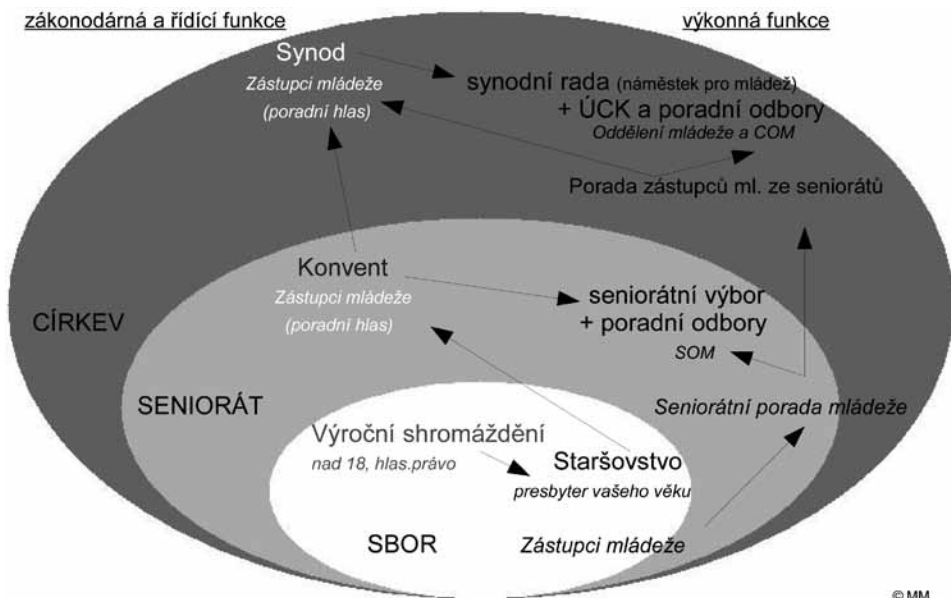 zákonodárná a řídící funkce
výkonná funkce
Synod
Zástupci mládeže
(poradní hlas)
synodní rada (náměstek pro mládež)
+ ÚCK a poradní odbory
Oddělení mládeže a COM
Porada zástupců ml. ze seniorátů
Konvent
Zástupci mládeže
(poradní hlas)
seniorátní výbor
+ poradní odbory
SOM
CÍRKEV
SENIORÁT
Seniorátní porada mládeže
Výroční shromáždění
nad 18, hlas.právo
Staršovstvo
presbyter vašeho věku
SBOR
Zástupci mládeže
© MM